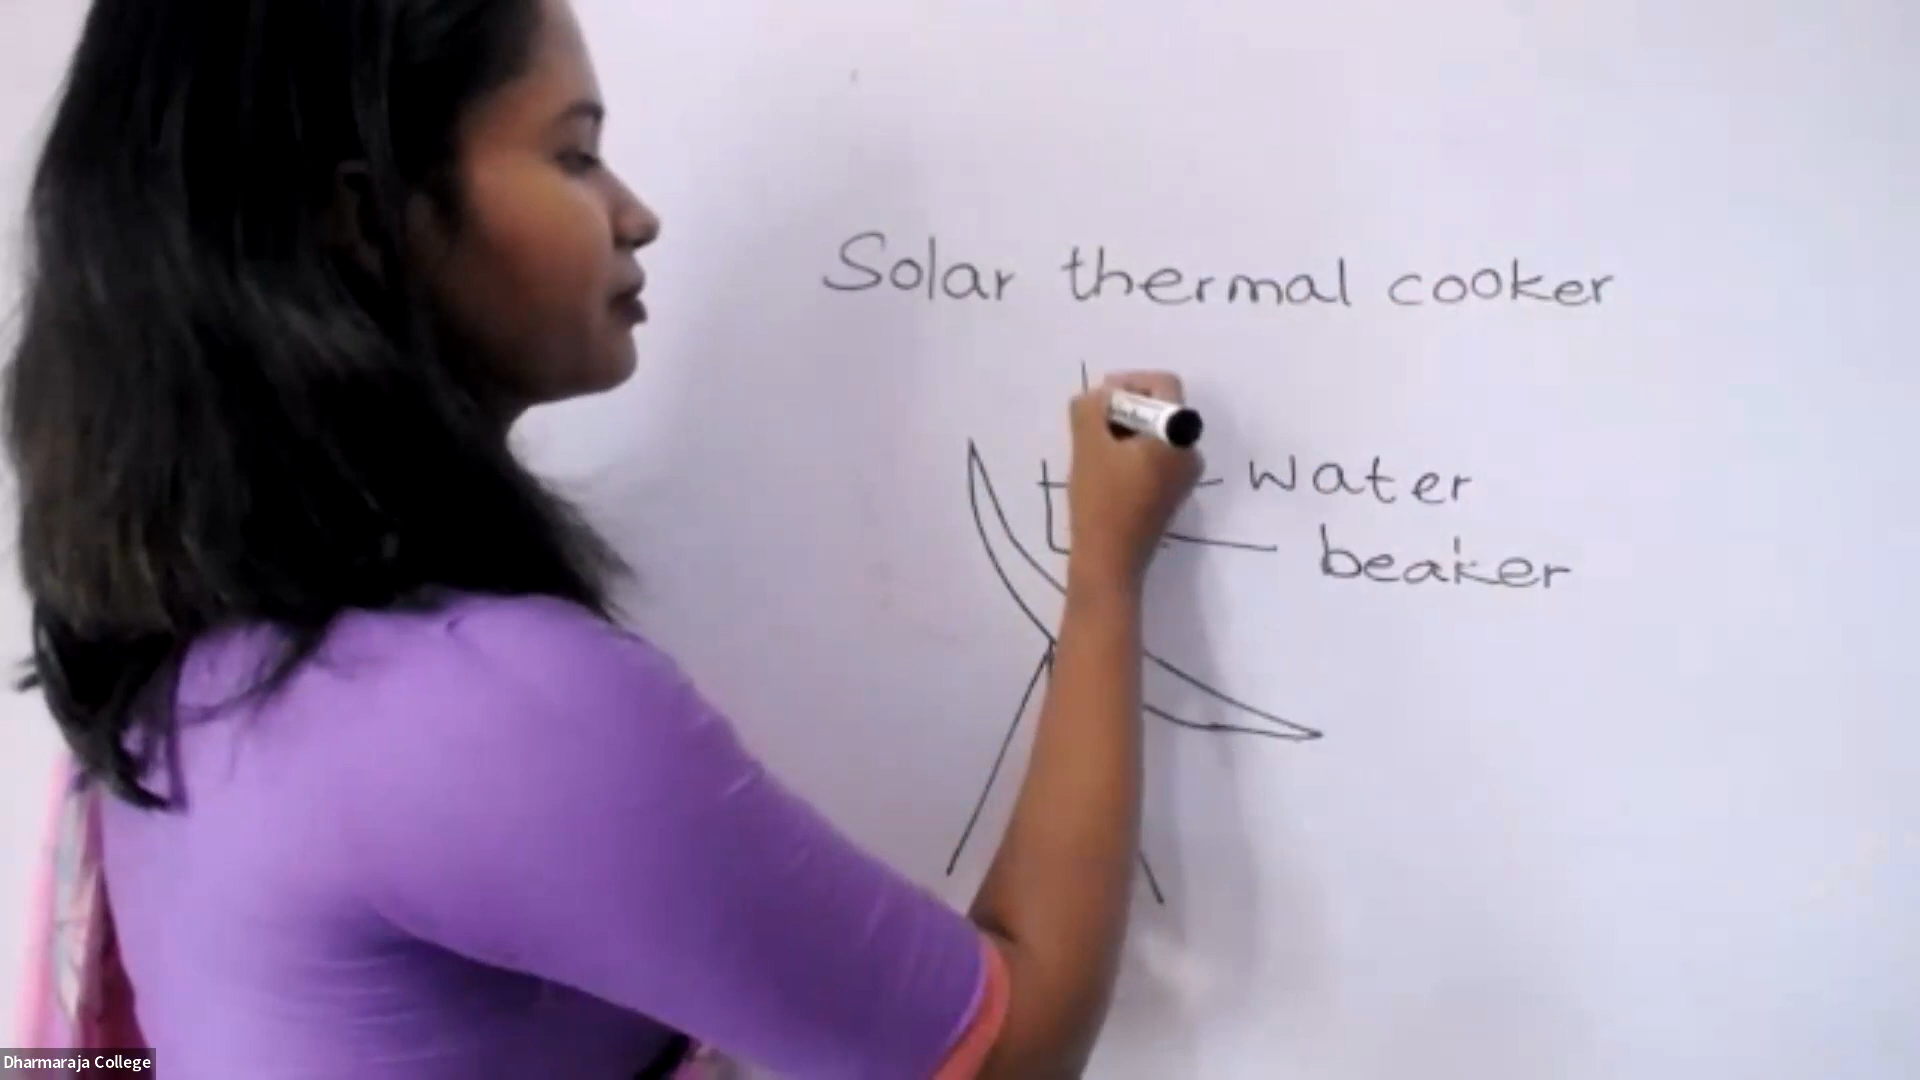 Solar thermal cooker
water
beaker
Dharmaraja College